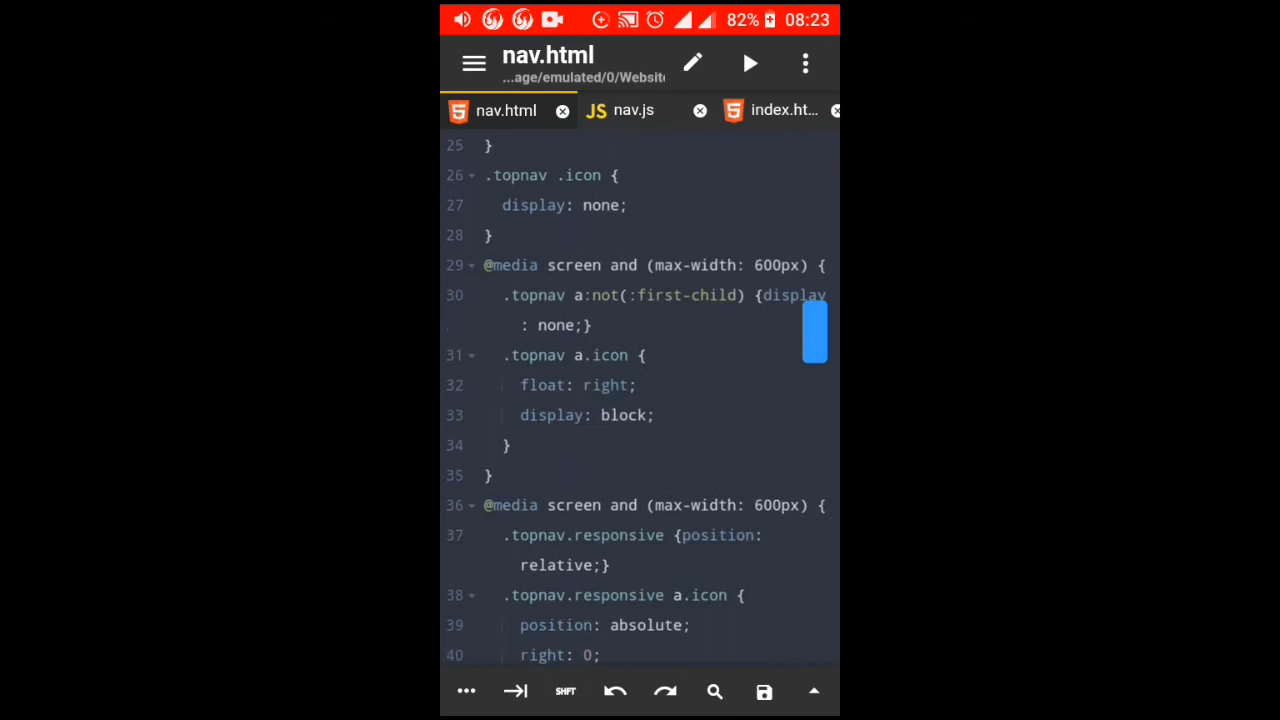 82% 08:23
nav.html
...age/emulated/0/Websit
nav.html JS nav.js index.ht...
25 }
26 .topnav .icon {
27 display: none;
28 }
29 @media screen and (max-width: 600px) {
30 .topnav a:not(:first-child) {display
: none;}
31 .topnav a.icon {
32 float: right;
33 display: block;
34 }
35 }
36 @media screen and (max-width: 600px) {
37 .topnav.responsive {position:
relative;}
38 .topnav.responsive a.icon {
39 position: absolute;
40 right: 0;
SHFT